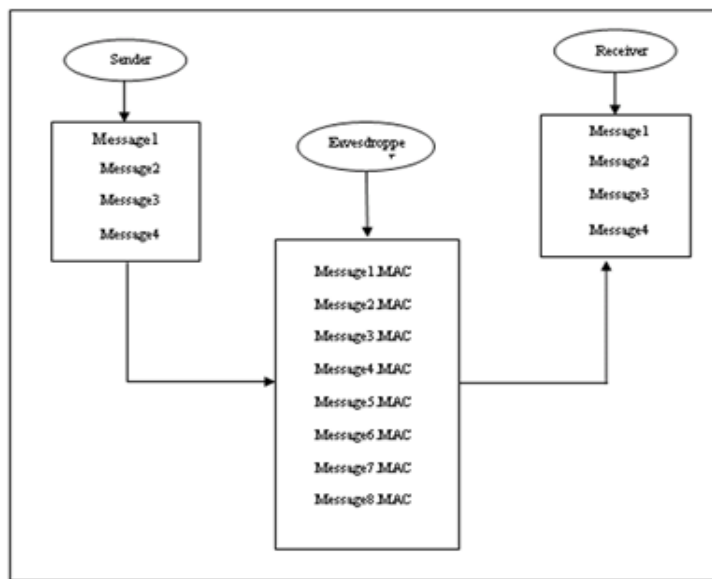 Sender
Message1
Message2
Message3
Message4
Eavesdroppe
r
Message1.MAC
Message2.MAC
Message3.MAC
Message4.MAC
Message5.MAC
Message6.MAC
Message7.MAC
Message8.MAC
Receiver
Message1
Message2
Message3
Message4